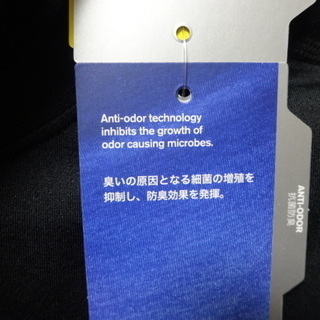 Anti-odor technology
inhibits the growth of
odor causing microbes.
臭いの原因となる細菌の増殖を
抑制し、防臭効果を発揮。
ANTI-ODOR
抗菌防臭